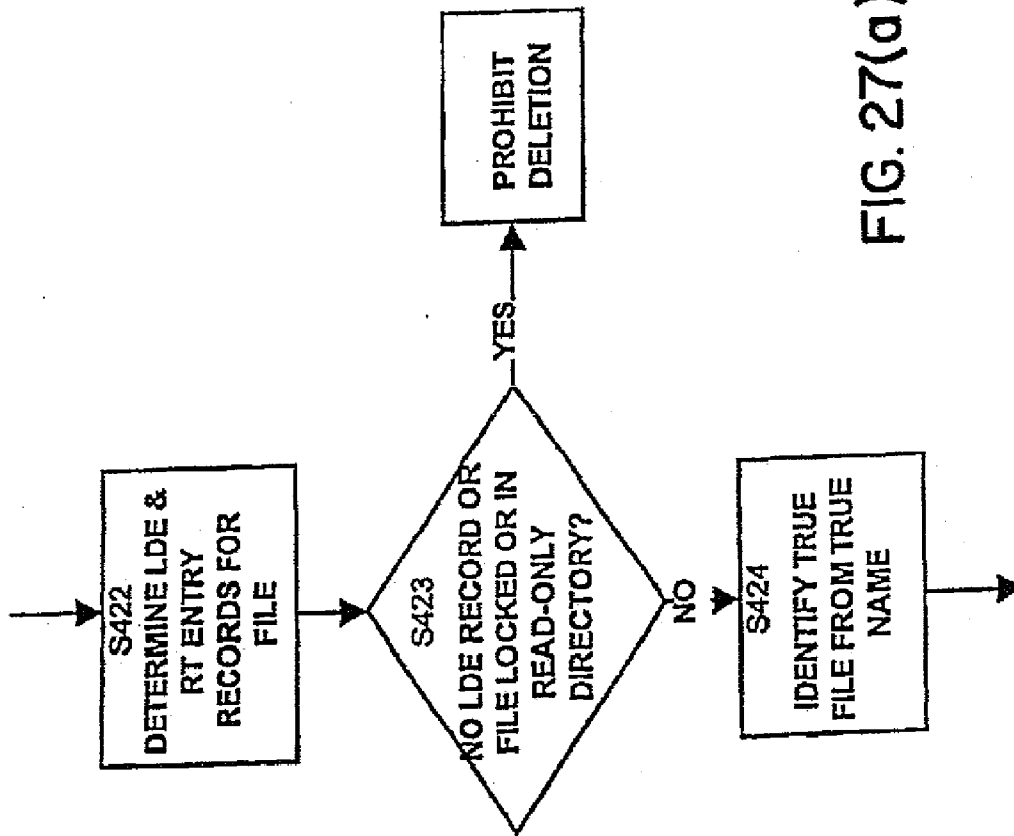 S422
DETERMINE LDE &
RT ENTRY
RECORDS FOR
FILE
S423
NO LDE RECORD OR
FILE LOCKED OR IN
READ-ONLY
DIRECTORY?
YES
PROHIBIT
DELETION
NO
S424
IDENTIFY TRUE
FILE FROM TRUE
NAME
FIG. 27(a)